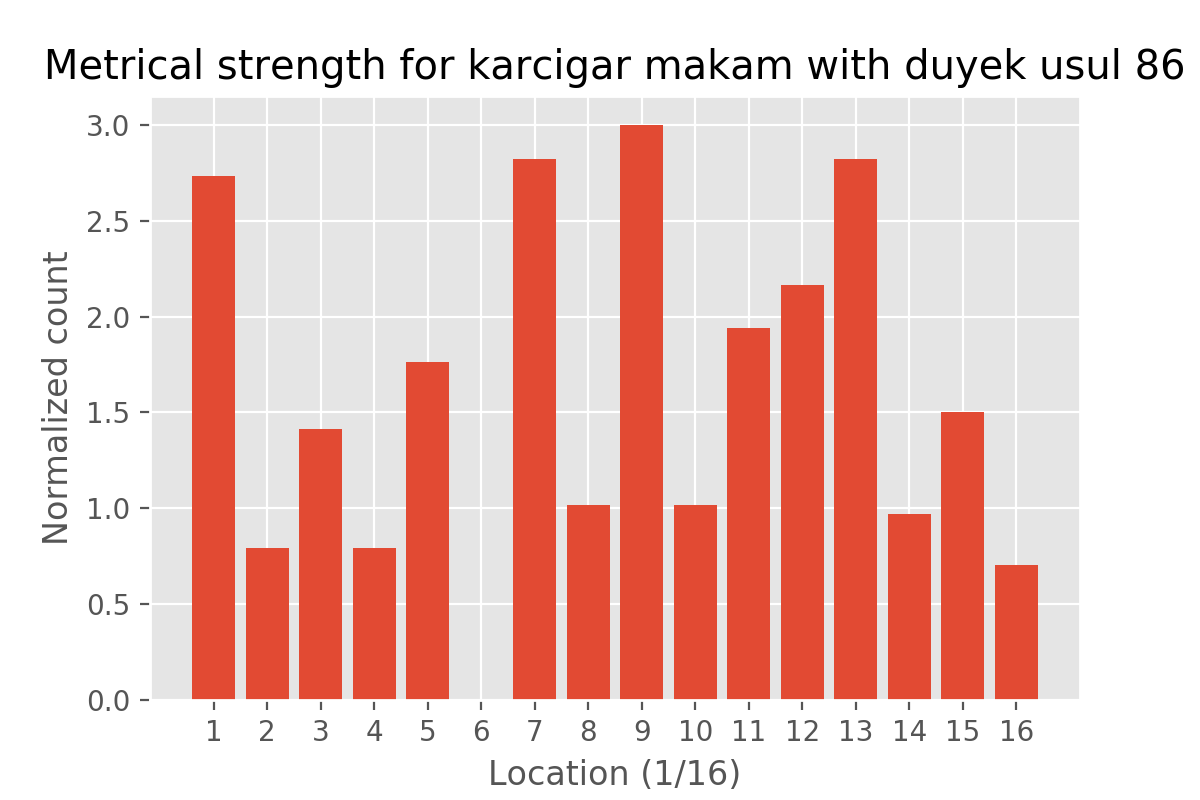 Metrical strength for karcigar makam with duyek usul 86
3.0
2.5
2.0
1.5
1.0
0.5
0.0
Normalized count
1 2 3 4 5 6 7 8 9 10 11 12 13 14 15 16
Location (1/16)